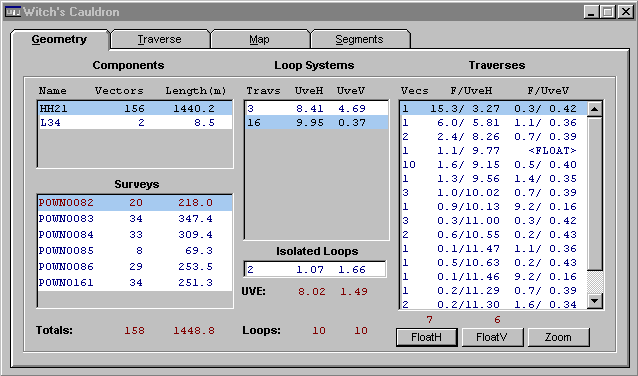 Witch's Cauldron
Geometry Traverse Map Segments
Components
Name Vectors Length(m)
HH21 156 1440.2
L34 2 8.5
Surveys
POWN0082 20 218.0
POWN0083 34 347.4
POWN0084 33 309.4
POWN0085 8 69.3
POWN0086 29 253.5
POWN0161 34 251.3
Totals: 158 1448.8
Loop Systems
Travs UveH UveV
3 8.41 4.69
16 9.95 0.37
Isolated Loops
2 1.07 1.66
UVE: 8.02 1.49
Loops: 10 10
Traverses
Vecs F/UveH F/UveV
1 15.3/ 3.27 0.3/ 0.42
1 6.0/ 5.81 1.1/ 0.36
2 2.4/ 8.26 0.7/ 0.39
1 1.1/ 9.77 <FLOAT>
10 1.6/ 9.15 0.5/ 0.40
1 1.3/ 9.56 1.4/ 0.35
3 1.0/10.02 0.7/ 0.39
1 0.9/10.13 9.2/ 0.16
3 0.3/11.00 0.3/ 0.42
2 0.6/10.55 0.2/ 0.43
1 0.1/11.47 1.1/ 0.36
1 0.5/10.63 0.2/ 0.43
1 0.1/11.46 9.2/ 0.16
1 0.2/11.29 0.7/ 0.39
2 0.2/11.30 1.6/ 0.34
7 6
FloatH FloatV Zoom